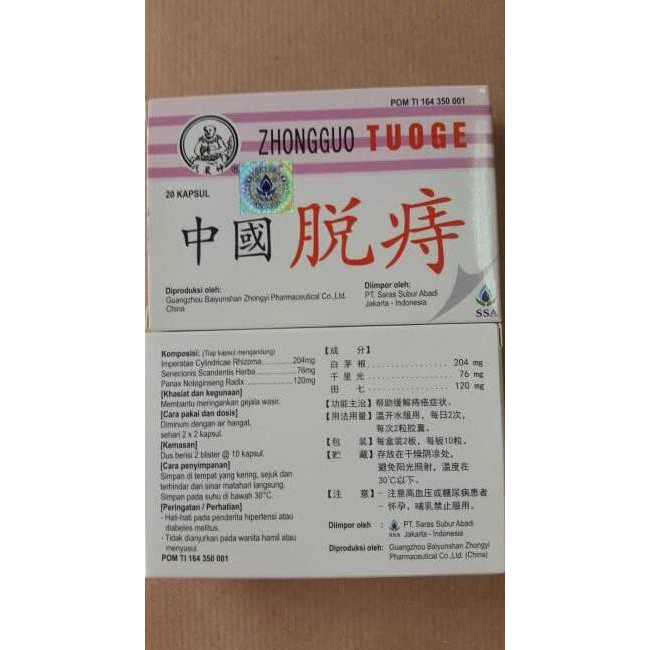 POM TI 164 350 001
ZHONGGUO TUOGE
20 KAPSUL
中國 脱痔
Diproduksi oleh:
Guangzhou Baiyunshan Zhongyi Pharmaceutical Co.,Ltd.
China
Diimpor oleh:
PT. Saras Subur Abadi
Jakarta - Indonesia
SSA
Komposisi: (Tiap kapsul mengandung)
Imperatae Cylindricae Rhizoma....................204mg
Senecionis Scandentis Herba.......................76mg
Panax Notoginseng Radix..........................120mg
[Khasiat dan kegunaan]
Membantu meringankan gejala wasir.
[Cara pakai dan dosis]
Diminum dengan air hangat,
sehari 2 x 2 kapsul.
[Kemasan]
Dus berisi 2 blister @ 10 kapsul.
[Cara penyimpanan]
Simpan di tempat yang kering, sejuk dan
terhindar dari sinar matahari langsung.
Simpan pada suhu di bawah 30°C.
[Peringatan / Perhatian]
- Hati-hati pada penderita hipertensi atau
diabetes melitus.
- Tidak dianjurkan pada wanita hamil atau
menyusui.
POM TI 164 350 001
【成 分】
白茅根.................... 204 mg
千里光.................... 76 mg
田 七.................... 120 mg
【功能主治】帮助缓解痔疮症状。
【用法用量】温开水服用，每日2次，
每次2粒胶囊。
【包 装】每盒装2板，每板10粒。
【贮 藏】存放在干燥阴凉处，
避免阳光照射，温度在
30℃以下。
【注 意】- 注意高血压或糖尿病患者
- 怀孕、哺乳禁止服用。
Diimpor oleh : SSA PT. Saras Subur Abadi
Jakarta - Indonesia
Diproduksi oleh: Guangzhou Baiyunshan Zhongyi
Pharmaceutical Co.,Ltd. (China)